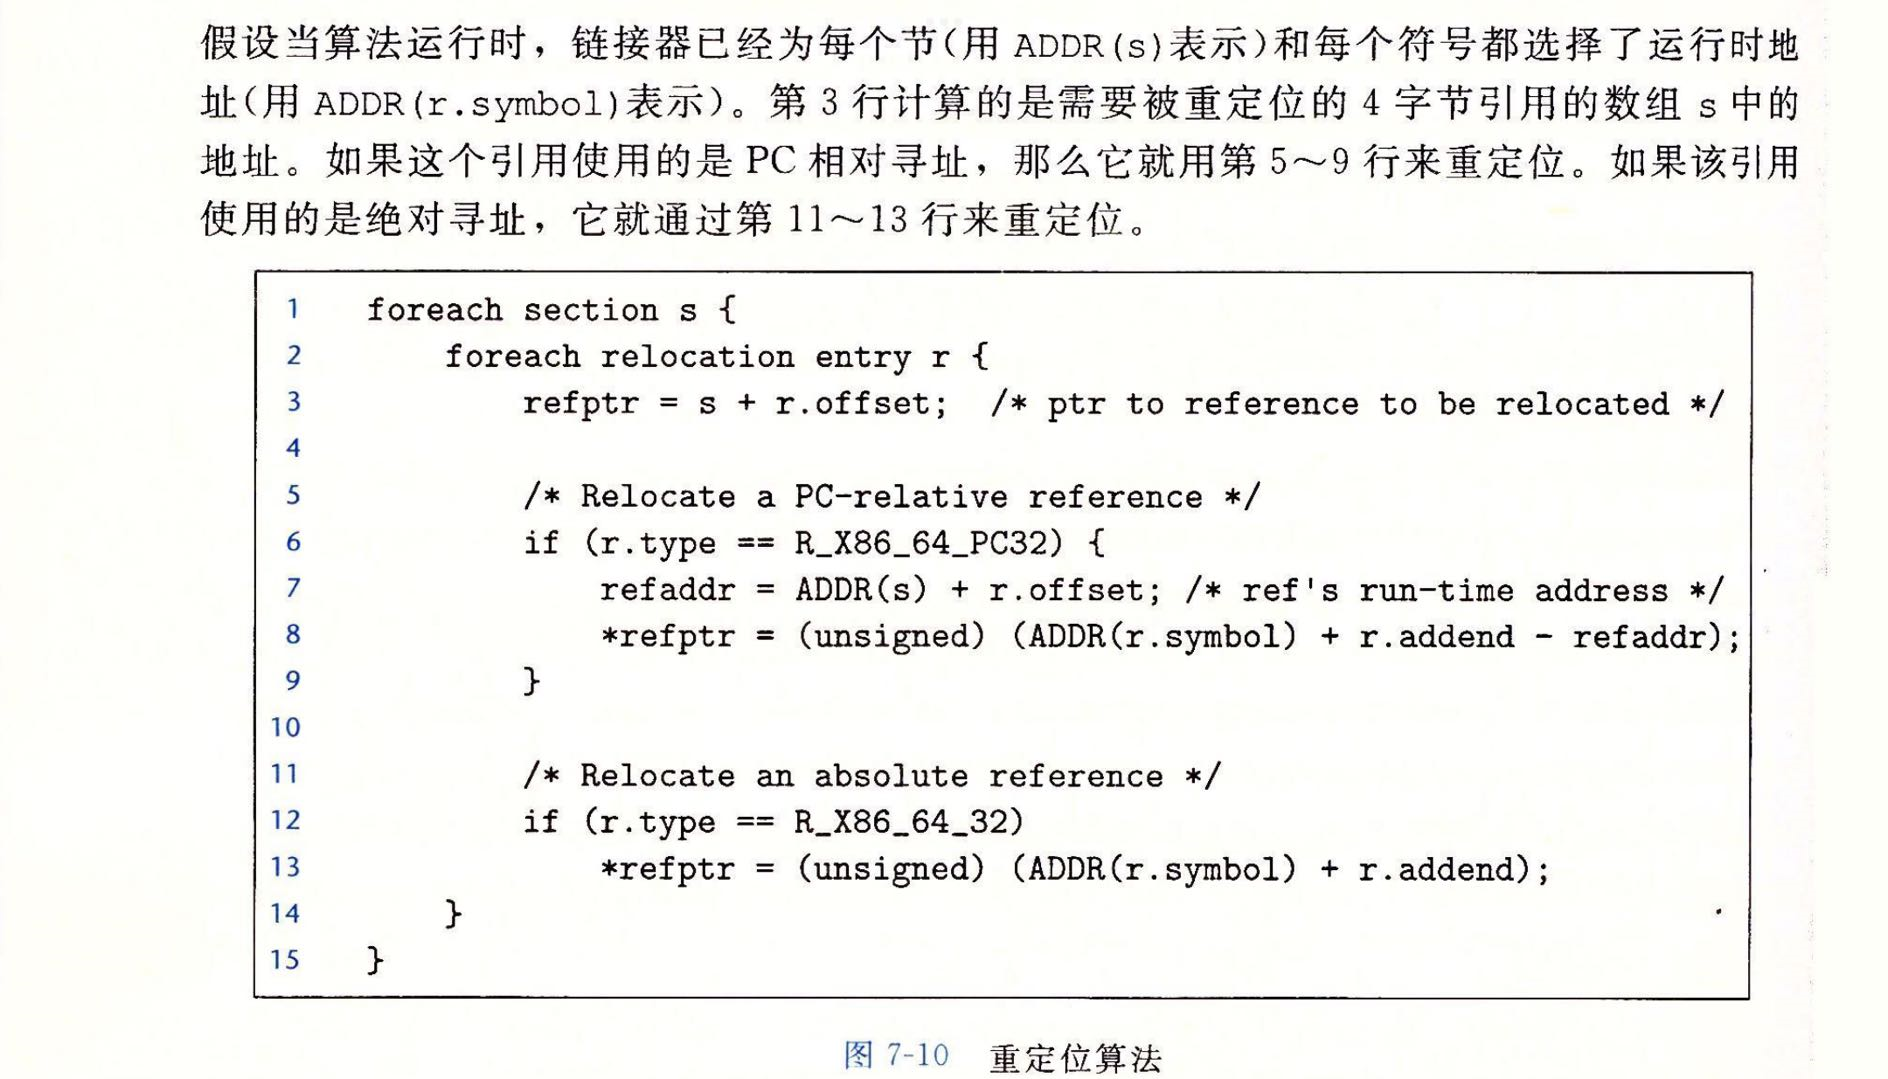 假设当算法运行时，链接器已经为每个节(用 ADDR(s)表示)和每个符号都选择了运行时地
址(用 ADDR(r.symbol)表示)。第 3 行计算的是需要被重定位的 4 字节引用的数组 s 中的
地址。如果这个引用使用的是 PC 相对寻址，那么它就用第 5～9 行来重定位。如果该引用
使用的是绝对寻址，它就通过第 11～13 行来重定位。
1 foreach section s {
2 foreach relocation entry r {
3 refptr = s + r.offset; /* ptr to reference to be relocated */
4
5 /* Relocate a PC-relative reference */
6 if (r.type == R_X86_64_PC32) {
7 refaddr = ADDR(s) + r.offset; /* ref's run-time address */
8 *refptr = (unsigned) (ADDR(r.symbol) + r.addend - refaddr);
9 }
10
11 /* Relocate an absolute reference */
12 if (r.type == R_X86_64_32)
13 *refptr = (unsigned) (ADDR(r.symbol) + r.addend);
14 }
15 }
图 7-10 重定位算法